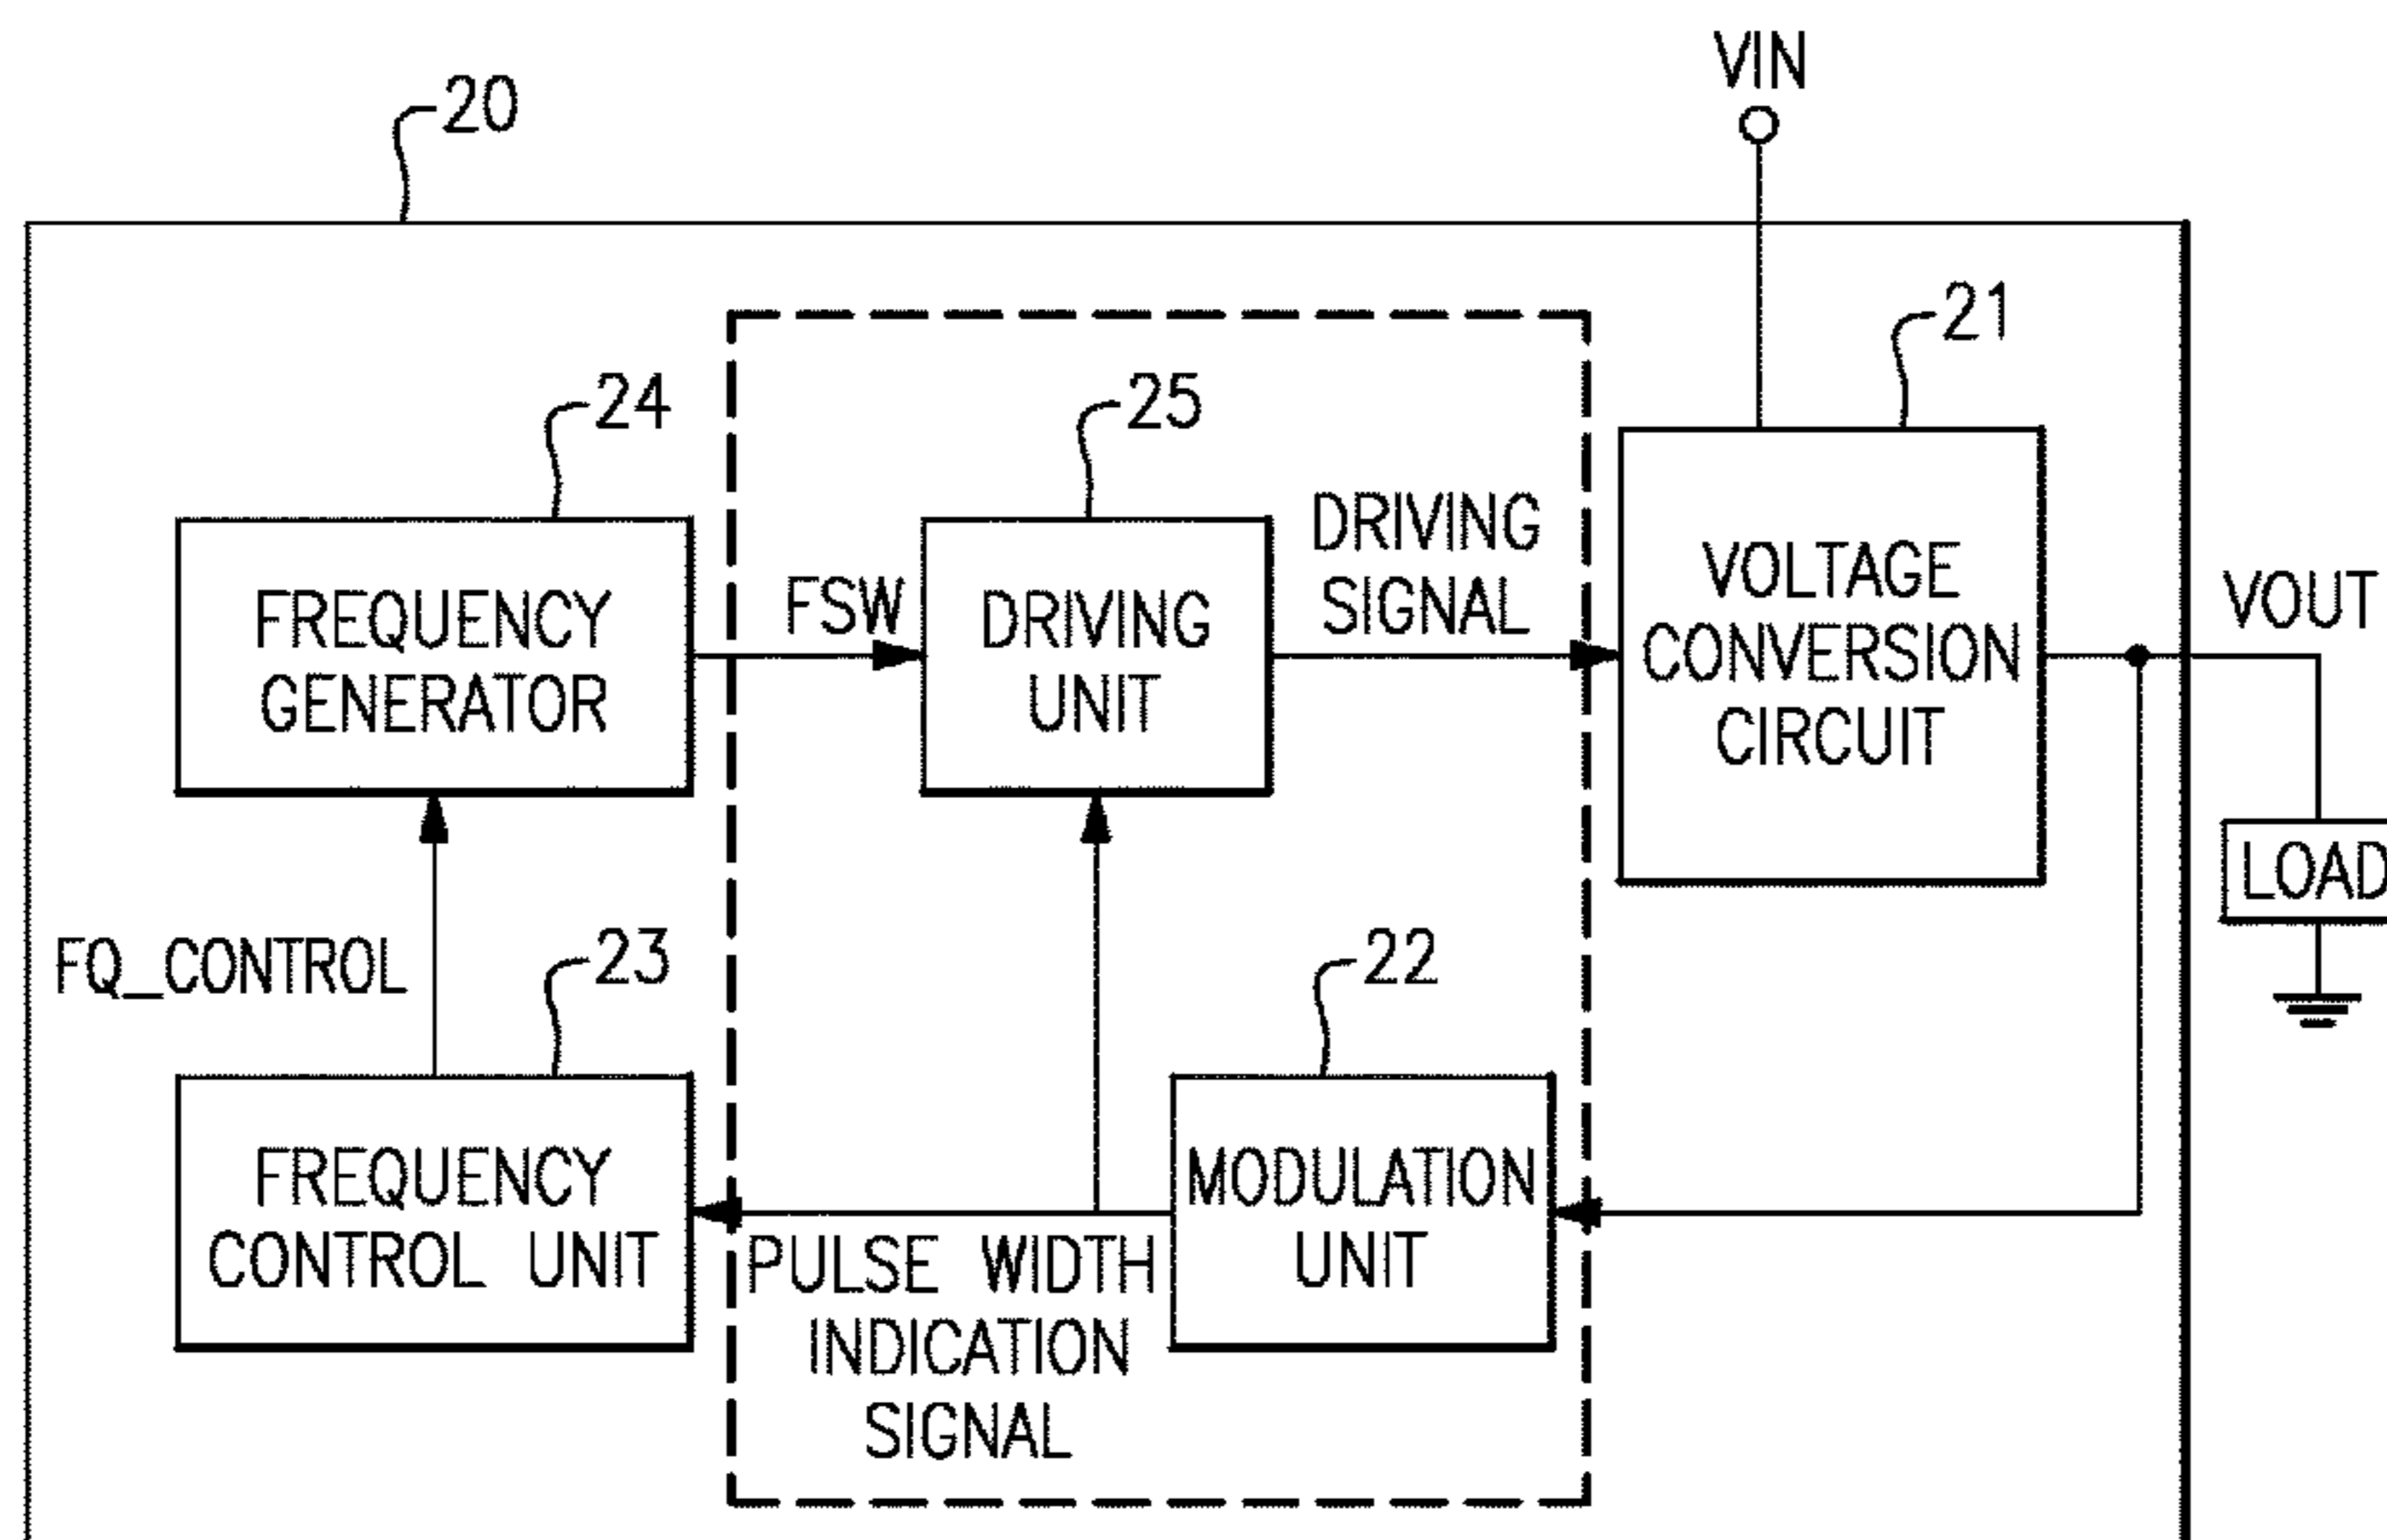 20
VIN
21
24
25
FREQUENCY
GENERATOR
FSW
DRIVING
UNIT
DRIVING
SIGNAL
VOLTAGE
CONVERSION
CIRCUIT
VOUT
LOAD
FQ_CONTROL
23
22
FREQUENCY
CONTROL UNIT
PULSE WIDTH
INDICATION
SIGNAL
MODULATION
UNIT